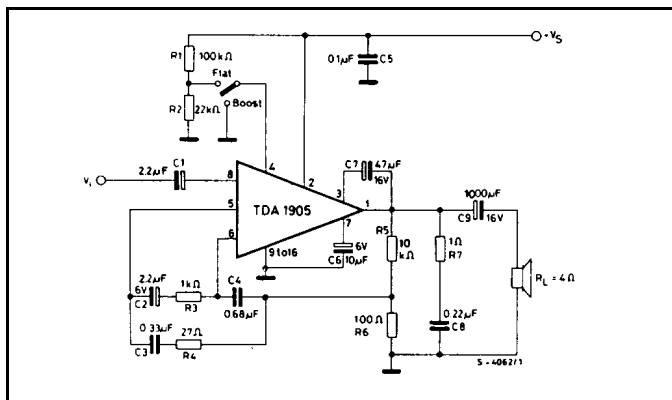 +VS
R1
100kΩ
0.1µF
C5
Flat
R2
22kΩ
Boost
Vi
2.2µF
C1
8
4
2
C7
47µF
16V
3
TDA 1905
1
5
7
6
9 to16
6V
C6
10µF
R5
10
kΩ
1000µF
C9
16V
1Ω
R7
RL = 4Ω
2.2µF
6V
C2
1kΩ
R3
C4
0.68µF
0.33µF
C3
27Ω
R4
100Ω
R6
0.22µF
C8
S-4062/1